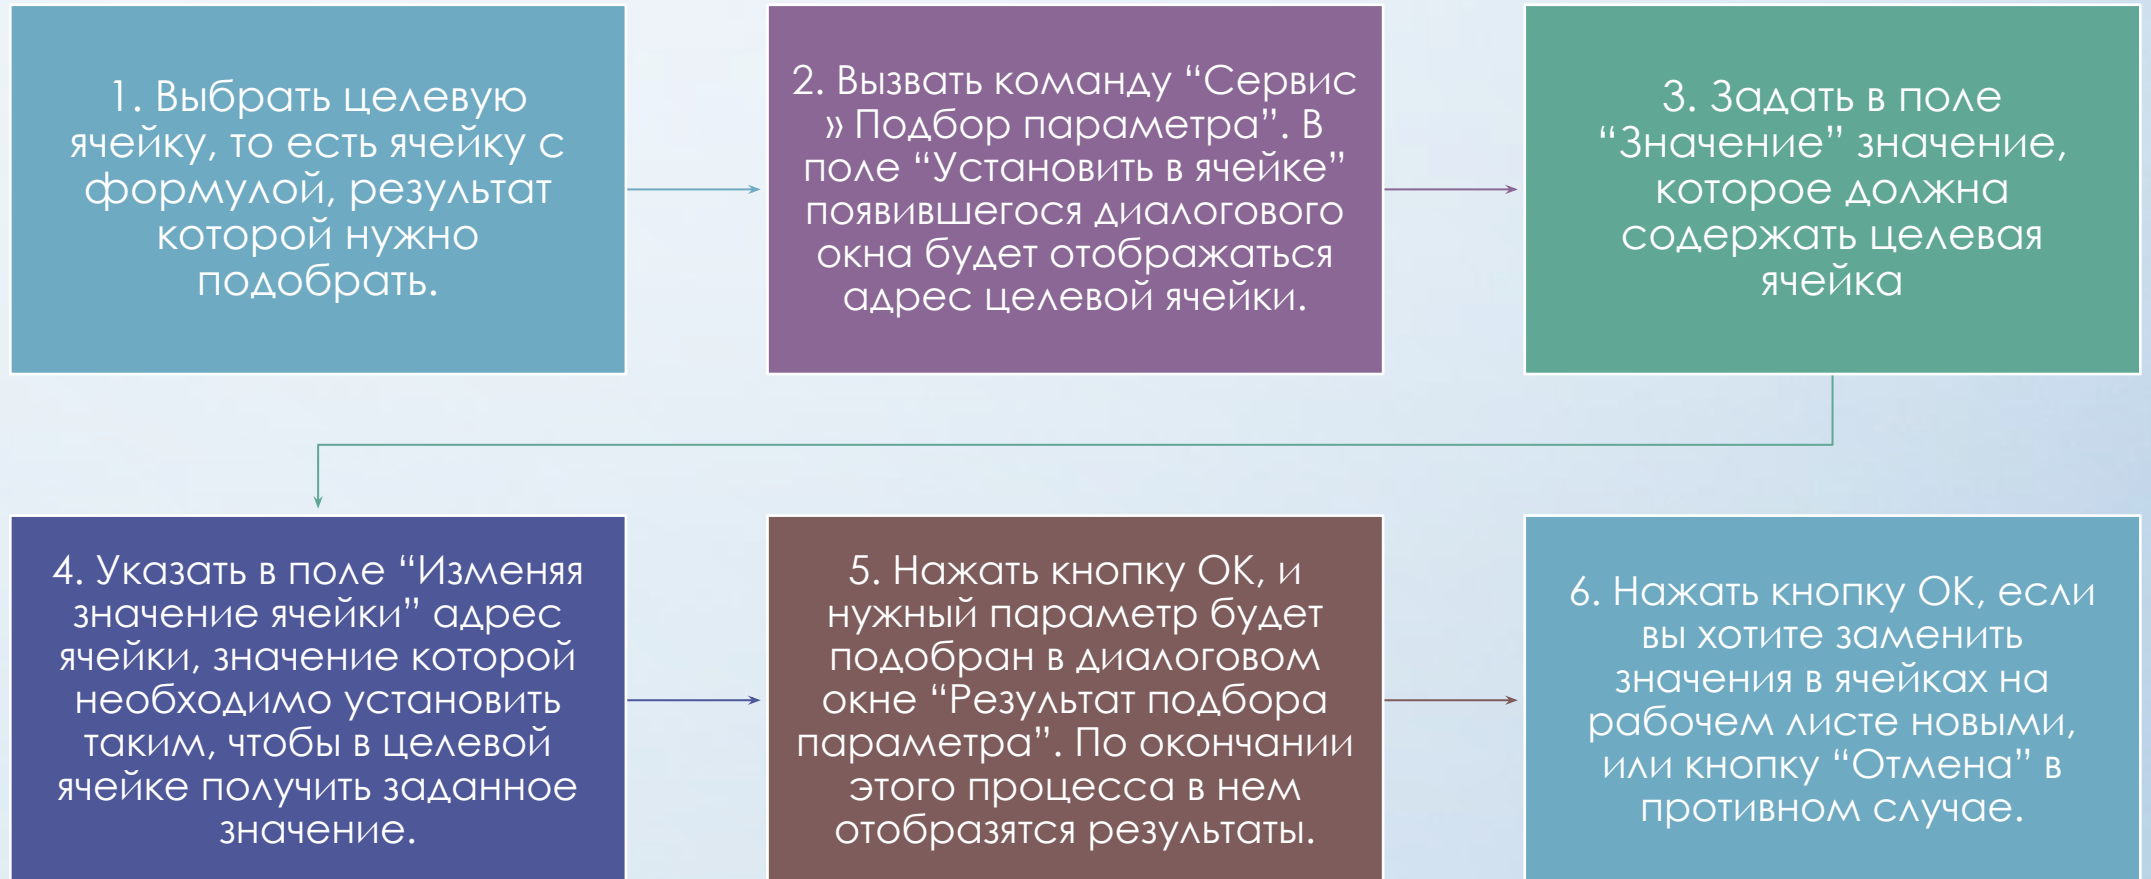 1. Выбрать целевую
ячейку, то есть ячейку с
формулой, результат
которой нужно
подобрать.
2. Вызвать команду “Сервис
» Подбор параметра”. В
поле “Установить в ячейке”
появившегося диалогового
окна будет отображаться
адрес целевой ячейки.
3. Задать в поле
“Значение” значение,
которое должна
содержать целевая
ячейка
4. Указать в поле “Изменяя
значение ячейки” адрес
ячейки, значение которой
необходимо установить
таким, чтобы в целевой
ячейке получить заданное
значение.
5. Нажать кнопку ОК, и
нужный параметр будет
подобран в диалоговом
окне “Результат подбора
параметра”. По окончании
этого процесса в нем
отобразятся результаты.
6. Нажать кнопку ОК, если
вы хотите заменить
значения в ячейках на
рабочем листе новыми,
или кнопку “Отмена” в
противном случае.